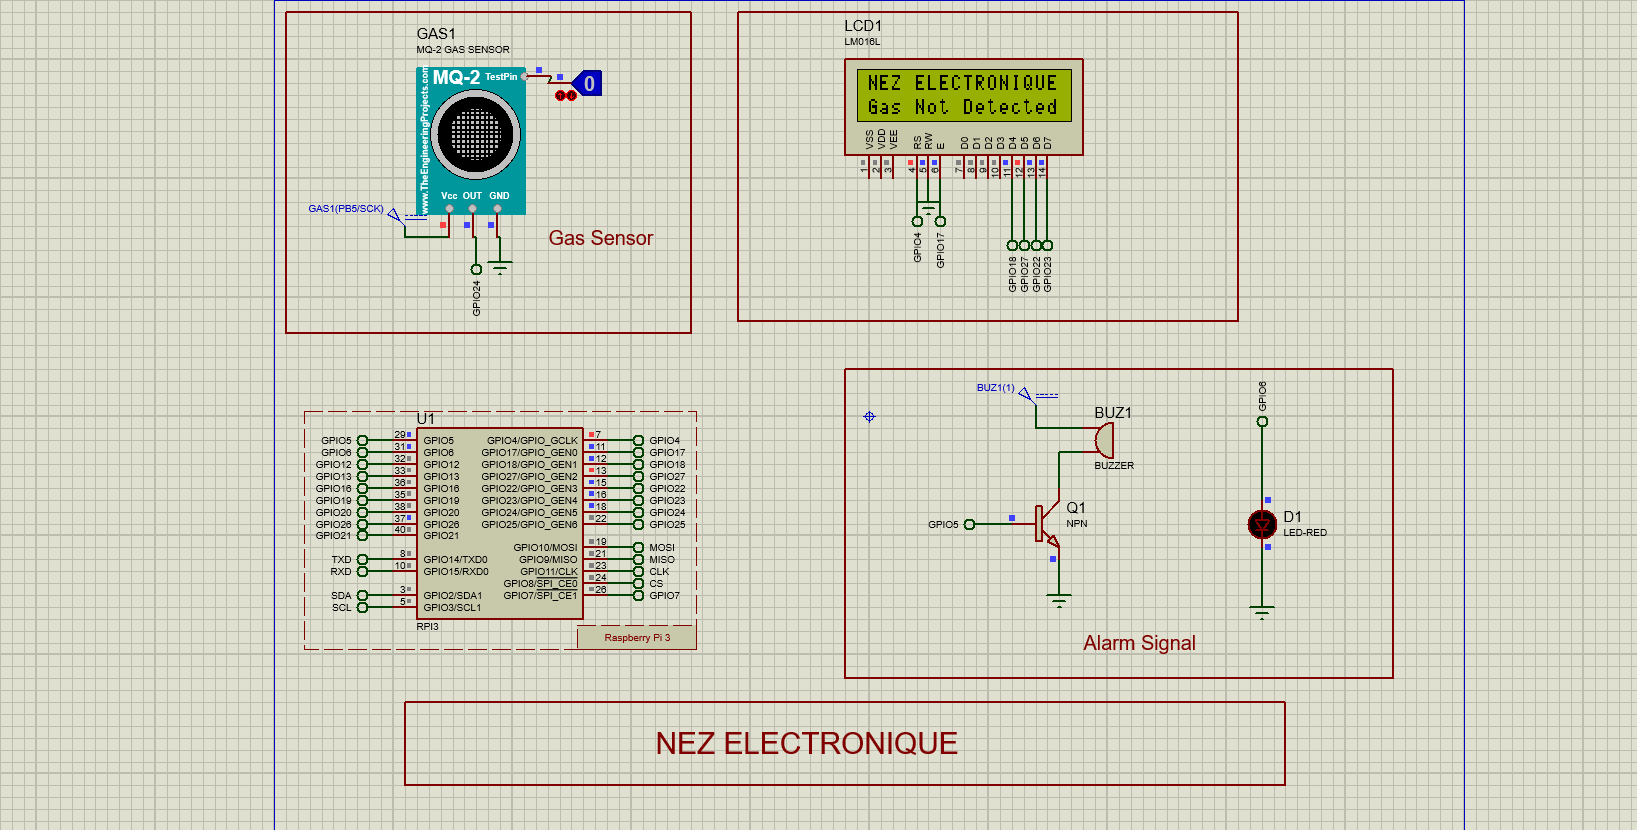 GAS1
MQ-2 GAS SENSOR
MQ-2 TestPin
0
www.TheEngineeringProjects.com
Vcc OUT GND
GAS1(PB5/SCK)
GPIO24
Gas Sensor
LCD1
LM016L
NEZ ELECTRONIQUE
Gas Not Detected
VSS VDD VEE RS RW E D0 D1 D2 D3 D4 D5 D6 D7
1 2 3 4 5 6 7 8 9 10 11 12 13 14
GPIO4 GPIO17
GPIO18 GPIO27 GPIO22 GPIO23
U1
GPIO5 29 GPIO5 GPIO4/GPIO_GCLK 7 GPIO4
GPIO6 31 GPIO6 GPIO17/GPIO_GEN0 11 GPIO17
GPIO12 32 GPIO12 GPIO18/GPIO_GEN1 12 GPIO18
GPIO13 33 GPIO13 GPIO27/GPIO_GEN2 13 GPIO27
GPIO16 36 GPIO16 GPIO22/GPIO_GEN3 15 GPIO22
GPIO19 35 GPIO19 GPIO23/GPIO_GEN4 16 GPIO23
GPIO20 38 GPIO20 GPIO24/GPIO_GEN5 18 GPIO24
GPIO26 37 GPIO26 GPIO25/GPIO_GEN6 22 GPIO25
GPIO21 40 GPIO21
GPIO10/MOSI 19 MOSI
TXD 8 GPIO14/TXD0 GPIO9/MISO 21 MISO
RXD 10 GPIO15/RXD0 GPIO11/CLK 23 CLK
GPIO8/SPI_CE0 24 CS
SDA 3 GPIO2/SDA1 GPIO7/SPI_CE1 26 GPIO7
SCL 5 GPIO3/SCL1
RPI3
Raspberry Pi 3
BUZ1(1)
BUZ1
BUZZER
GPIO6
GPIO5
Q1
NPN
D1
LED-RED
Alarm Signal
NEZ ELECTRONIQUE